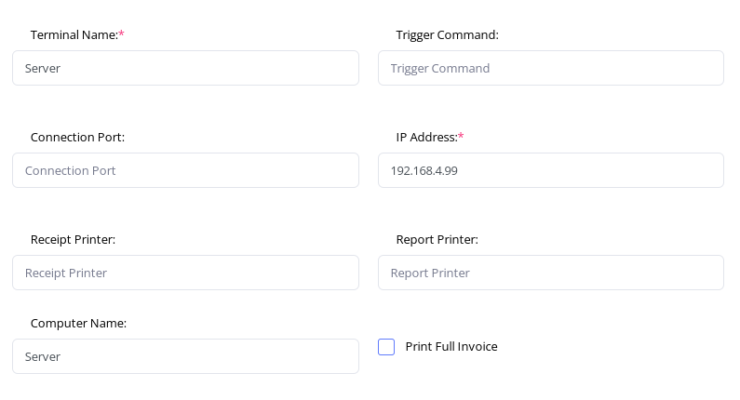 Terminal Name:*
Trigger Command:
Server
Trigger Command
Connection Port:
IP Address:*
Connection Port
192.168.4.99
Receipt Printer:
Report Printer:
Receipt Printer
Report Printer
Computer Name:
Server
Print Full Invoice